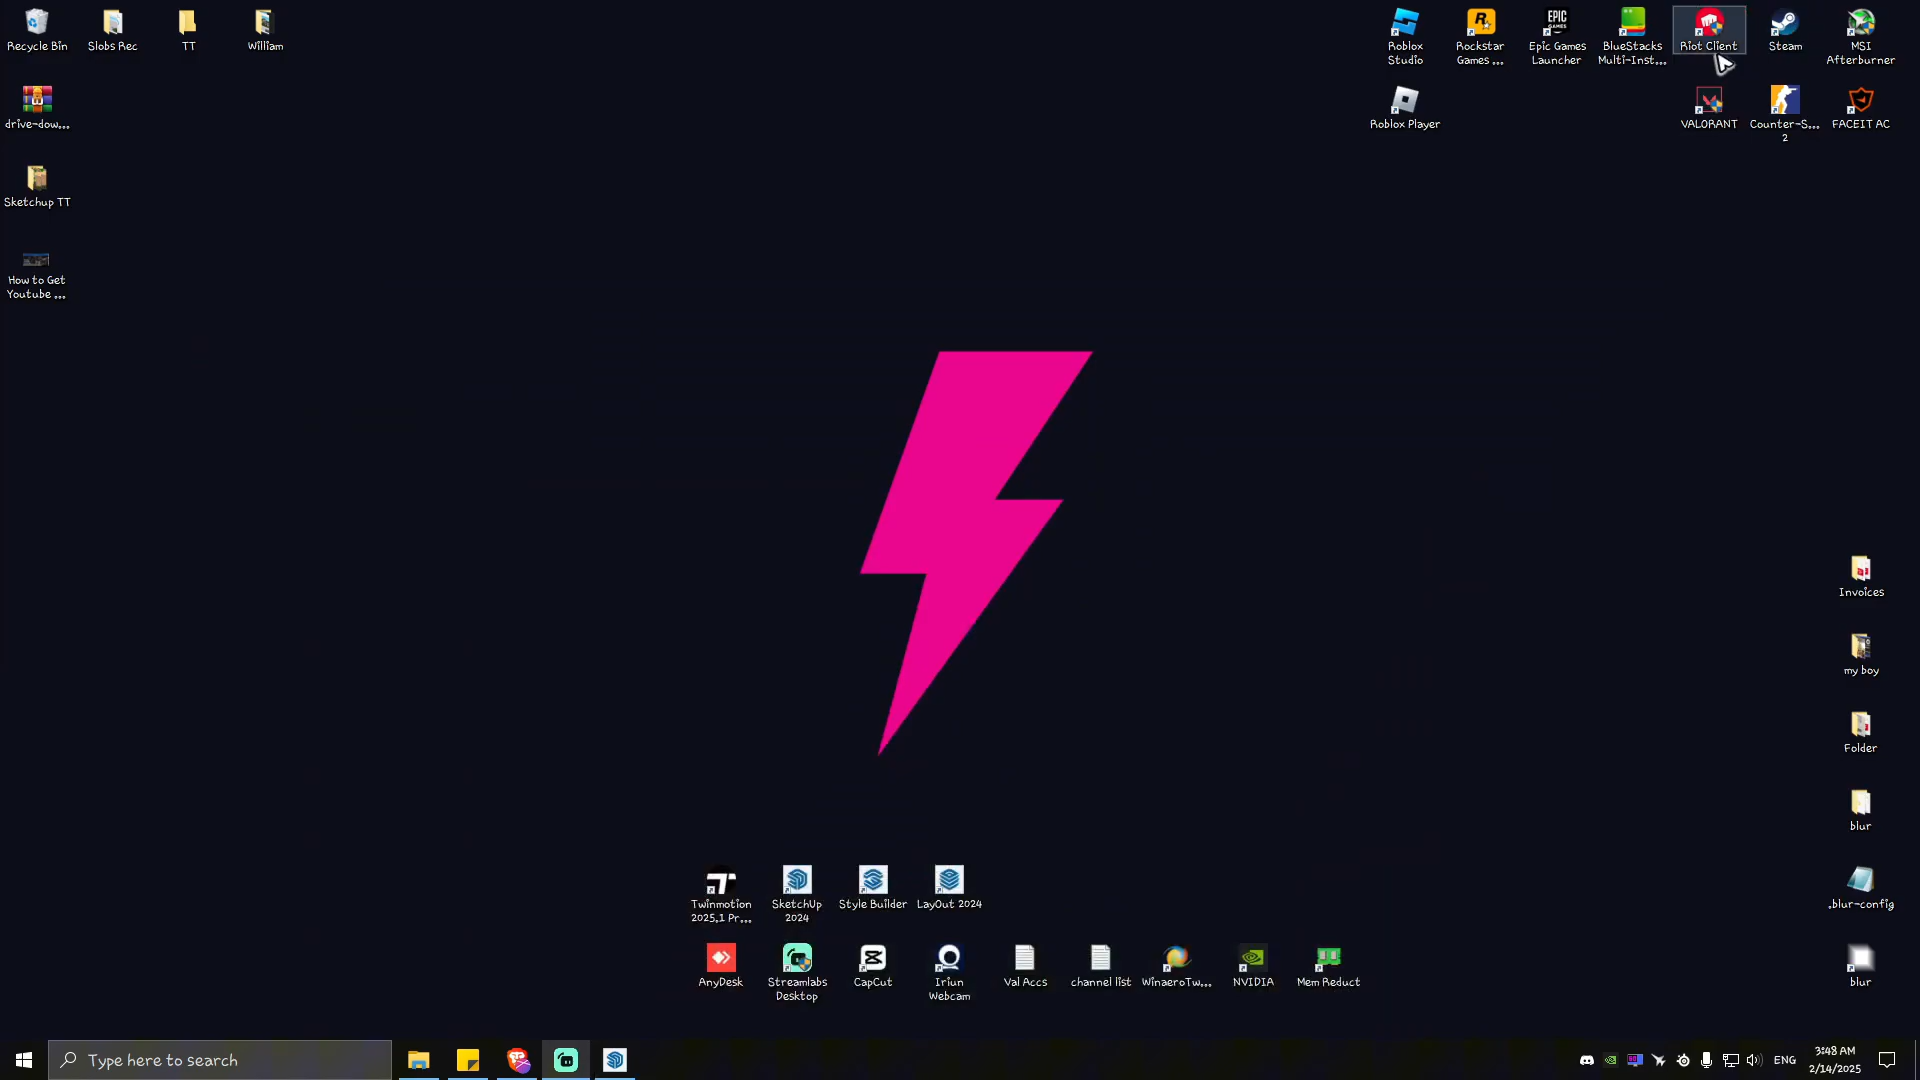 Recycle Bin
Slobs Rec
TT
William
Roblox
Studio
Rockstar
Games ...
Epic Games
Launcher
BlueStacks
Multi-Inst...
Riot Client
Steam
MSI
Afterburner
drive-dow...
Roblox Player
VALORANT
Counter-S...
2
FACEIT AC
Sketchup TT
How to Get
Youtube ...
Invoices
my boy
Folder
blur
.blur-config
blur
Twinmotion
2025.1 Pr...
SketchUp
2024
Style Builder
LayOut 2024
AnyDesk
Streamlabs
Desktop
CapCut
Iriun
Webcam
Val Accs
channel list
WinaeroTw...
NVIDIA
Mem Reduct
Type here to search
ENG
3:48 AM
2/14/2025